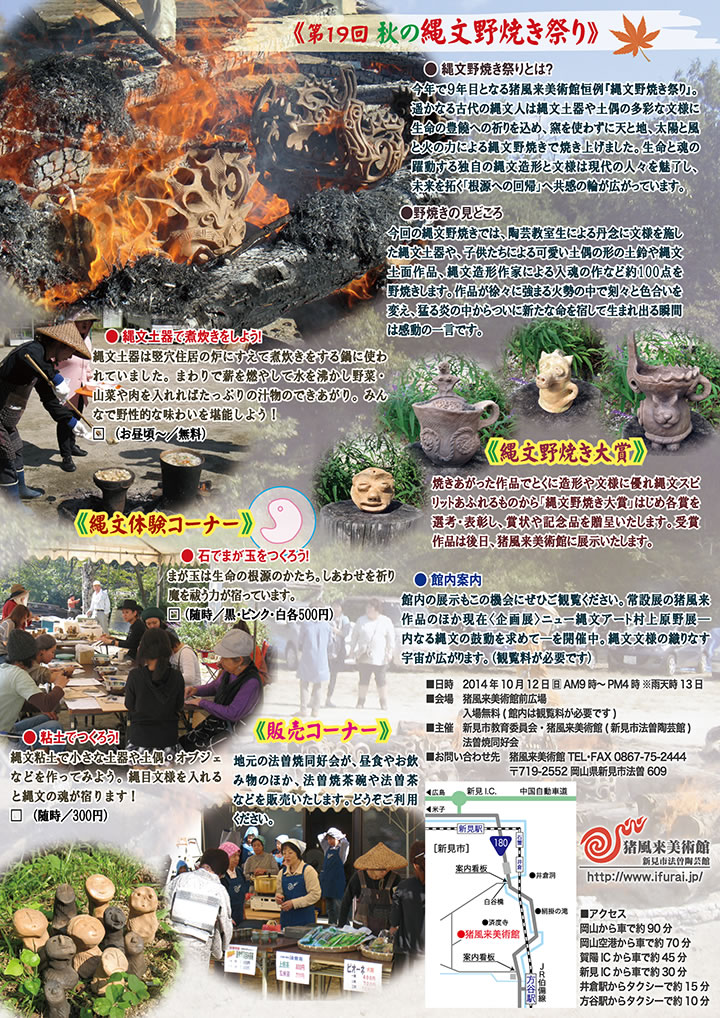 《第19回 秋の縄文野焼き祭り》
● 縄文野焼き祭りとは?
今年で9年目となる猪風来美術館恒例『縄文野焼き祭り』。
遥かなる古代の縄文人は縄文土器や土偶の多彩な文様に
生命の豊饒への祈りを込め、窯を使わずに天と地、太陽と風
と火の力による縄文野焼きで焼き上げました。生命と魂の
躍動する独自の縄文造形と文様は現代の人々を魅了し、
未来を拓く「根源への回帰」へ共感の輪が広がっています。
●野焼きの見どころ
今回の縄文野焼きでは、陶芸教室生による丹念に文様を施し
た縄文土器や、子供たちによる可愛い土偶の形の土鈴や縄文
土面作品、縄文造形作家による入魂の作など約100点を
野焼きします。作品が徐々に強まる火勢の中で刻々と色合いを
変え、猛る炎の中からついに新たな命を宿して生まれ出る瞬間
は感動の一言です。
● 縄文土器で煮炊きをしよう!
縄文土器は竪穴住居の炉にすえて煮炊きをする鍋に使わ
れていました。まわりで薪を燃やして水を沸かし野菜・
山菜や肉を入れればたっぷりの汁物のできあがり。みん
なで野性的な味わいを堪能しよう!
(お昼頃〜/無料)
《縄文野焼き大賞》
焼きあがった作品でとくに造形や文様に優れ縄文スピ
リットあふれるものから「縄文野焼き大賞」はじめ各賞を
選考・表彰し、賞状や記念品を贈呈いたします。受賞
作品は後日、猪風来美術館に展示いたします。
《縄文体験コーナー》
● 石でまが玉をつくろう!
まが玉は生命の根源のかたち。しあわせを祈り
魔を祓う力が宿っています。
(随時/黒・ピンク・白各500円)
● 館内案内
館内の展示もこの機会にぜひご観覧ください。常設展の猪風来
作品のほか現在〈企画展〉ニュー縄文アート村上原野展―
内なる縄文の鼓動を求めて―を開催中。縄文文様の織りなす
宇宙が広がります。(観覧料が必要です)
● 粘土でつくろう!
縄文粘土で小さな土器や土偶・オブジェ
などを作ってみよう。縄目文様を入れる
と縄文の魂が宿ります!
□ (随時/300円)
《販売コーナー》
地元の法曽焼同好会が、昼食やお飲
み物のほか、法曽焼茶碗や法曽茶
などを販売いたします。どうぞご利用
ください。
■日時 2014年10月12日㊐AM9時〜PM4時 ※雨天時13日
■会場 猪風来美術館前広場
入場無料(館内は観覧料が必要です)
■主催 新見市教育委員会・猪風来美術館(新見市法曽陶芸館)
法曽焼同好会
■お問い合わせ先 猪風来美術館 TEL・FAX 0867-75-2444
〒719-2552 岡山県新見市法曽609
◀広島 新見I.C. 中国自動車道
◀米子
新見駅
180
[新見市]
石蟹
井倉
案内看板
●井倉洞
白谷橋
●絹掛の滝
●済渡寺
●猪風来美術館
案内看板
JR伯備線
方谷駅
猪風来美術館
新見市法曽陶芸館
http://www.ifurai.jp/
■アクセス
岡山から車で約90分
岡山空港から車で約70分
賀陽ICから車で約45分
新見ICから車で約30分
井倉駅からタクシーで約15分
方谷駅からタクシーで約10分